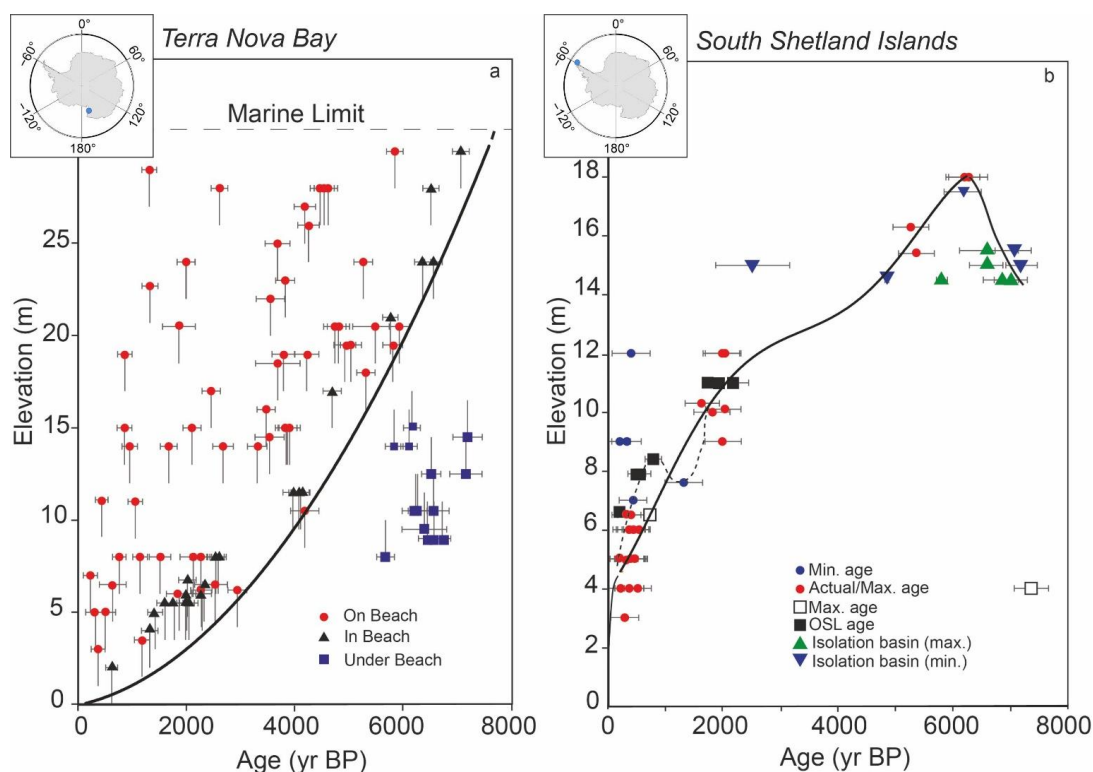 Terra Nova Bay
South Shetland Islands
0°
60°
120°
180°
−120°
−60°
a
Marine Limit
25
20
15
10
5
0
Elevation (m)
On Beach
In Beach
Under Beach
0
2000
4000
6000
8000
Age (yr BP)
0°
60°
120°
180°
−120°
−60°
b
18
16
14
12
10
8
6
4
2
0
Elevation (m)
Min. age
Actual/Max. age
Max. age
OSL age
Isolation basin (max.)
Isolation basin (min.)
0
2000
4000
6000
8000
Age (yr BP)